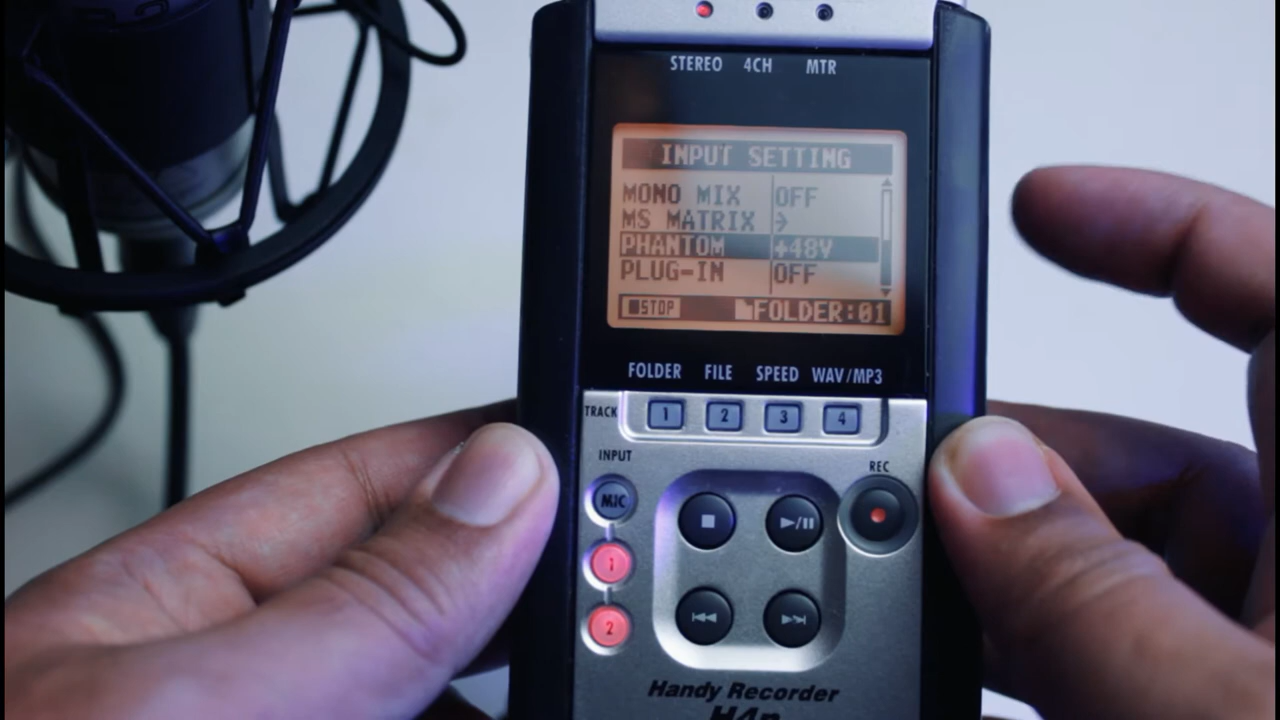 STEREO 4CH MTR
INPUT SETTING
MONO MIX OFF
MS MATRIX →
PHANTOM +48V
PLUG-IN OFF
STOP FOLDER:01
FOLDER FILE SPEED WAV/MP3
TRACK 1 2 3 4
INPUT
REC
MIC
1
2
Handy Recorder
H4n